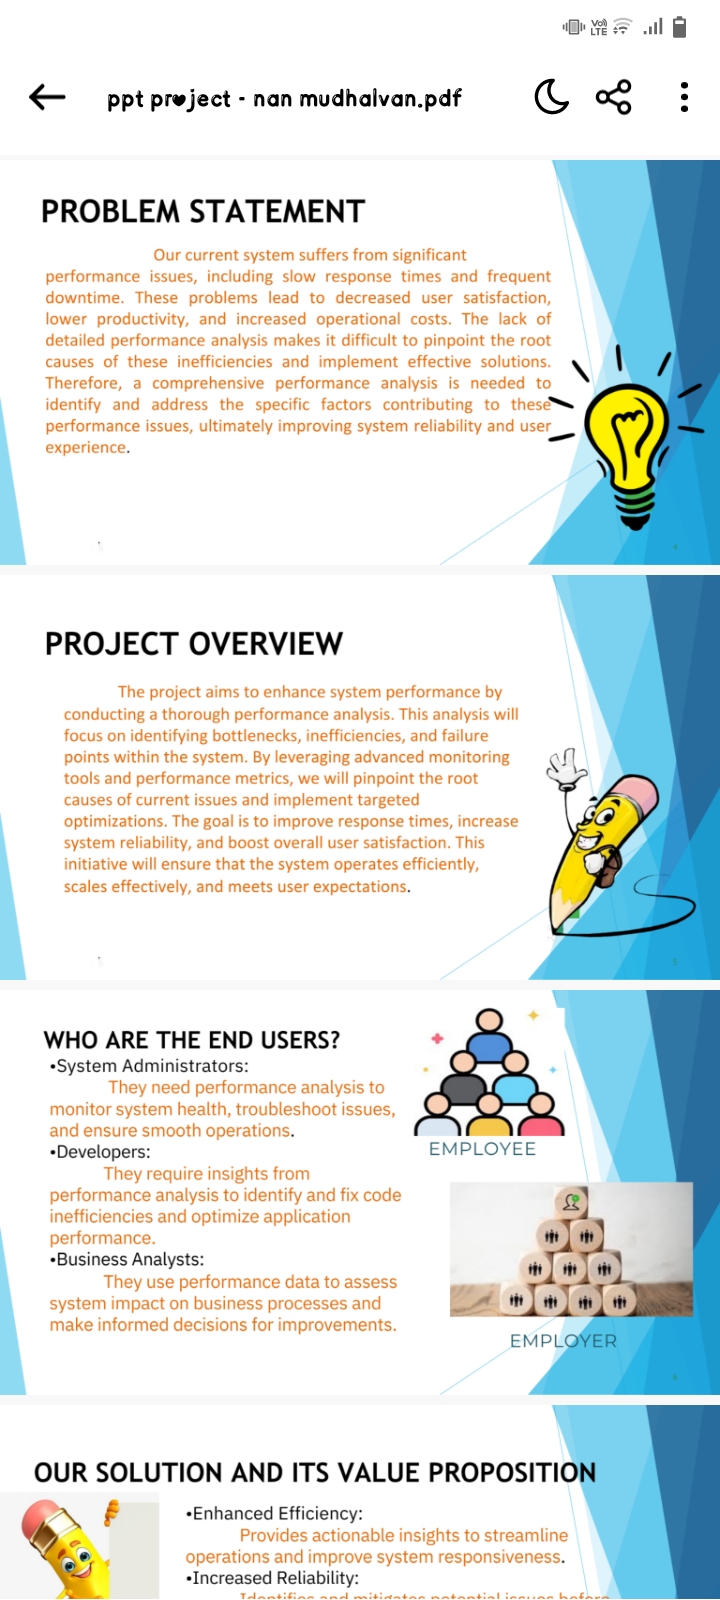 Vo)
LTE
ppt project - nan mudhalvan.pdf
PROBLEM STATEMENT
Our current system suffers from significant
performance issues, including slow response times and frequent
downtime. These problems lead to decreased user satisfaction,
lower productivity, and increased operational costs. The lack of
detailed performance analysis makes it difficult to pinpoint the root
causes of these inefficiencies and implement effective solutions.
Therefore, a comprehensive performance analysis is needed to
identify and address the specific factors contributing to these
performance issues, ultimately improving system reliability and user
experience.
PROJECT OVERVIEW
The project aims to enhance system performance by
conducting a thorough performance analysis. This analysis will
focus on identifying bottlenecks, inefficiencies, and failure
points within the system. By leveraging advanced monitoring
tools and performance metrics, we will pinpoint the root
causes of current issues and implement targeted
optimizations. The goal is to improve response times, increase
system reliability, and boost overall user satisfaction. This
initiative will ensure that the system operates efficiently,
scales effectively, and meets user expectations.
WHO ARE THE END USERS?
•System Administrators:
They need performance analysis to
monitor system health, troubleshoot issues,
and ensure smooth operations.
•Developers:
They require insights from
performance analysis to identify and fix code
inefficiencies and optimize application
performance.
•Business Analysts:
They use performance data to assess
system impact on business processes and
make informed decisions for improvements.
EMPLOYEE
EMPLOYER
OUR SOLUTION AND ITS VALUE PROPOSITION
•Enhanced Efficiency:
Provides actionable insights to streamline
operations and improve system responsiveness.
•Increased Reliability:
Identifies and mitigates potential issues before